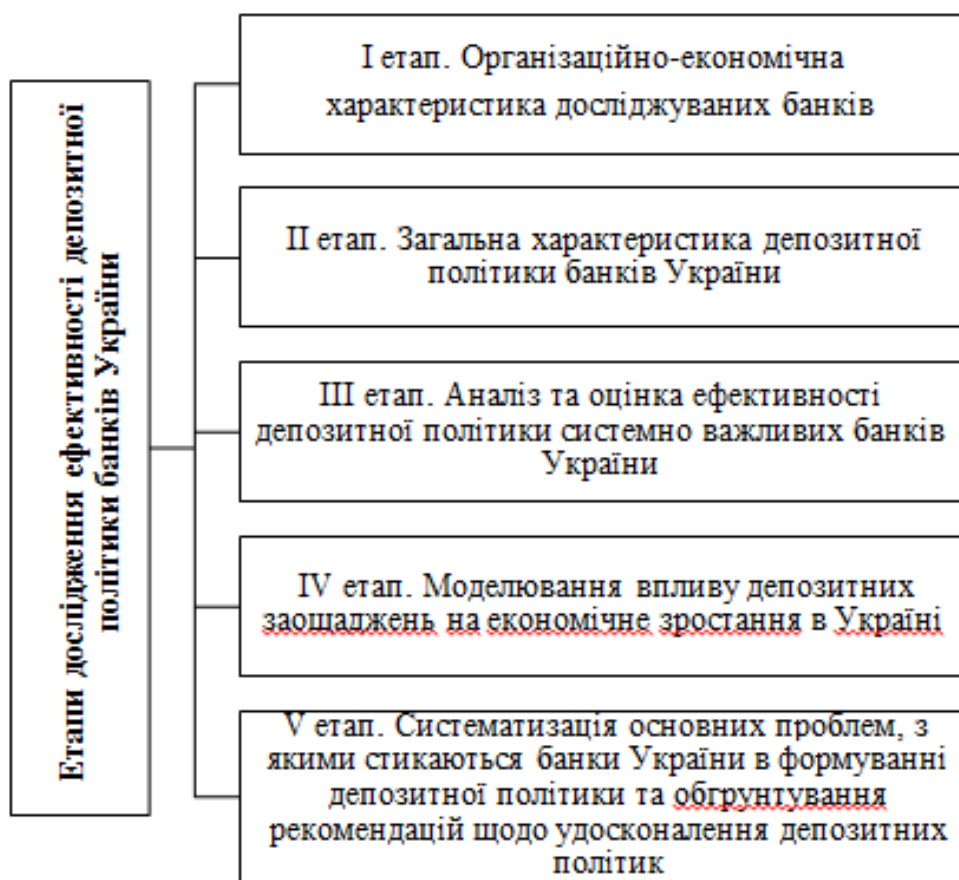 Етапи дослідження ефективності депозитної
політики банків України
I етап. Організаційно-економічна
характеристика досліджуваних банків
II етап. Загальна характеристика депозитної
політики банків України
III етап. Аналіз та оцінка ефективності
депозитної політики системно важливих банків
України
IV етап. Моделювання впливу депозитних
заощаджень на економічне зростання в Україні
V етап. Систематизація основних проблем, з
якими стикаються банки України в формуванні
депозитної політики та обгрунтування
рекомендацій щодо удосконалення депозитних
політик